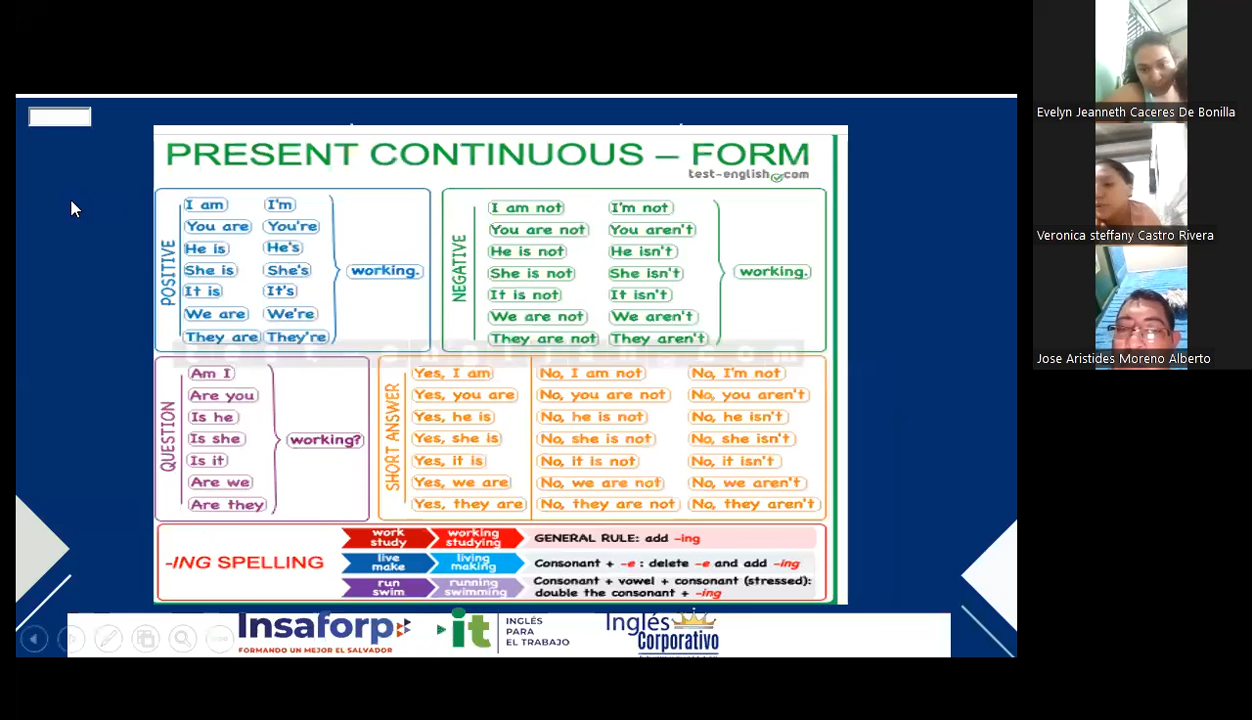 PRESENT CONTINUOUS – FORM
test-english.com
POSITIVE
I am I'm
You are You're
He is He's
She is She's
It is It's
We are We're
They are They're
working.
NEGATIVE
I am not I'm not
You are not You aren't
He is not He isn't
She is not She isn't
It is not It isn't
We are not We aren't
They are not They aren't
working.
QUESTION
Am I
Are you
Is he
Is she
Is it
Are we
Are they
working?
SHORT ANSWER
Yes, I am No, I am not No, I'm not
Yes, you are No, you are not No, you aren't
Yes, he is No, he is not No, he isn't
Yes, she is No, she is not No, she isn't
Yes, it is No, it is not No, it isn't
Yes, we are No, we are not No, we aren't
Yes, they are No, they are not No, they aren't
-ING SPELLING
work working
study studying
GENERAL RULE: add -ing
live living
make making
Consonant + -e : delete -e and add -ing
run running
swim swimming
Consonant + vowel + consonant (stressed):
double the consonant + -ing
Insaforp
FORMANDO UN MEJOR EL SALVADOR
it
INGLÉS
PARA
EL TRABAJO
Inglés
Corporativo
Evelyn Jeanneth Caceres De Bonilla
Veronica steffany Castro Rivera
Jose Aristides Moreno Alberto